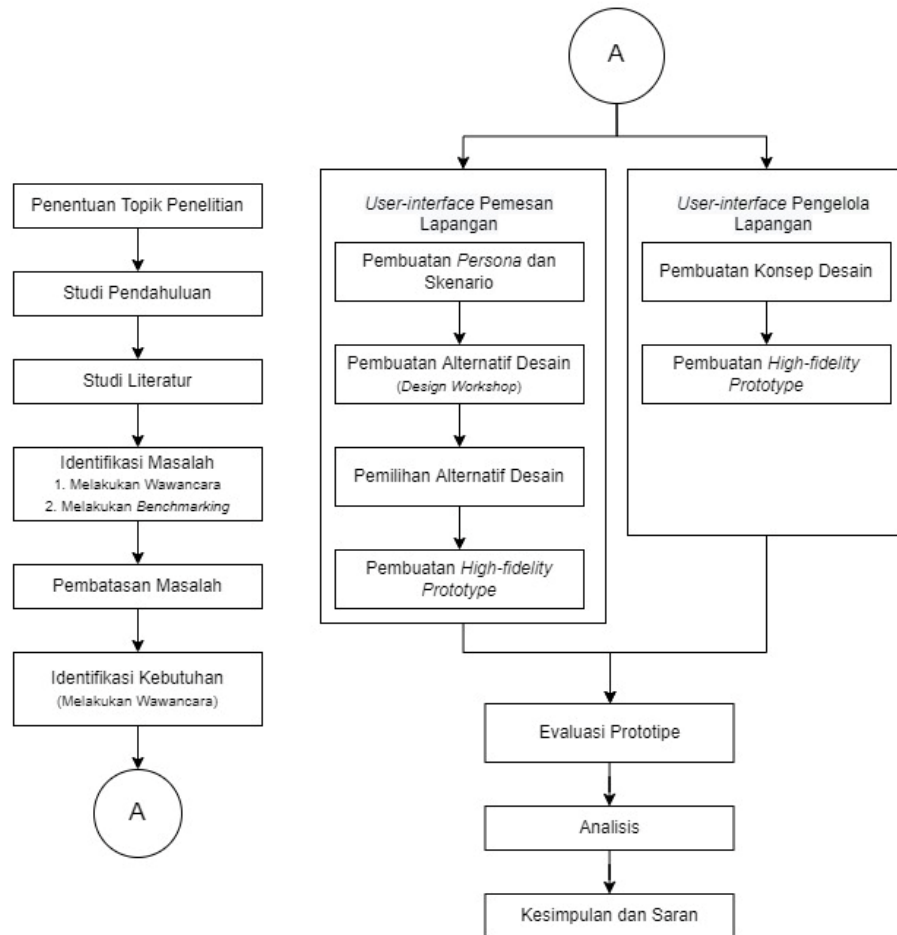 Penentuan Topik Penelitian
Studi Pendahuluan
Studi Literatur
Identifikasi Masalah
1. Melakukan Wawancara
2. Melakukan Benchmarking
Pembatasan Masalah
Identifikasi Kebutuhan
(Melakukan Wawancara)
A
A
User-interface Pemesan
Lapangan
Pembuatan Persona dan
Skenario
Pembuatan Alternatif Desain
(Design Workshop)
Pemilihan Alternatif Desain
Pembuatan High-fidelity
Prototype
User-interface Pengelola
Lapangan
Pembuatan Konsep Desain
Pembuatan High-fidelity
Prototype
Evaluasi Prototipe
Analisis
Kesimpulan dan Saran